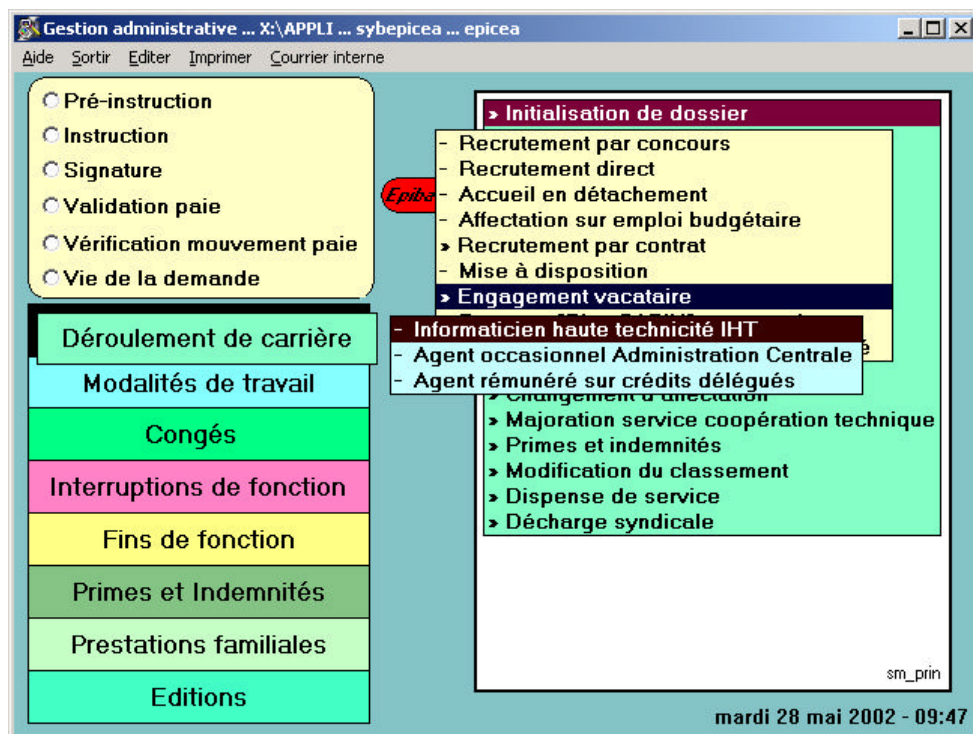 Gestion administrative ... X:\APPLI ... sybepicea ... epicea
Aide Sortir Editer Imprimer Courrier interne
Pré-instruction
Instruction
Signature
Validation paie
Vérification mouvement paie
Vie de la demande
Déroulement de carrière
Modalités de travail
Congés
Interruptions de fonction
Fins de fonction
Primes et Indemnités
Prestations familiales
Editions
Epiba
» Initialisation de dossier
- Recrutement par concours
- Recrutement direct
- Accueil en détachement
- Affectation sur emploi budgétaire
» Recrutement par contrat
- Mise à disposition
» Engagement vacataire
- Informaticien haute technicité IHT
- Agent occasionnel Administration Centrale
- Agent rémunéré sur crédits délégués
» Changement d'affectation
» Majoration service coopération technique
» Primes et indemnités
» Modification du classement
» Dispense de service
» Décharge syndicale
sm_prin
mardi 28 mai 2002 - 09:47